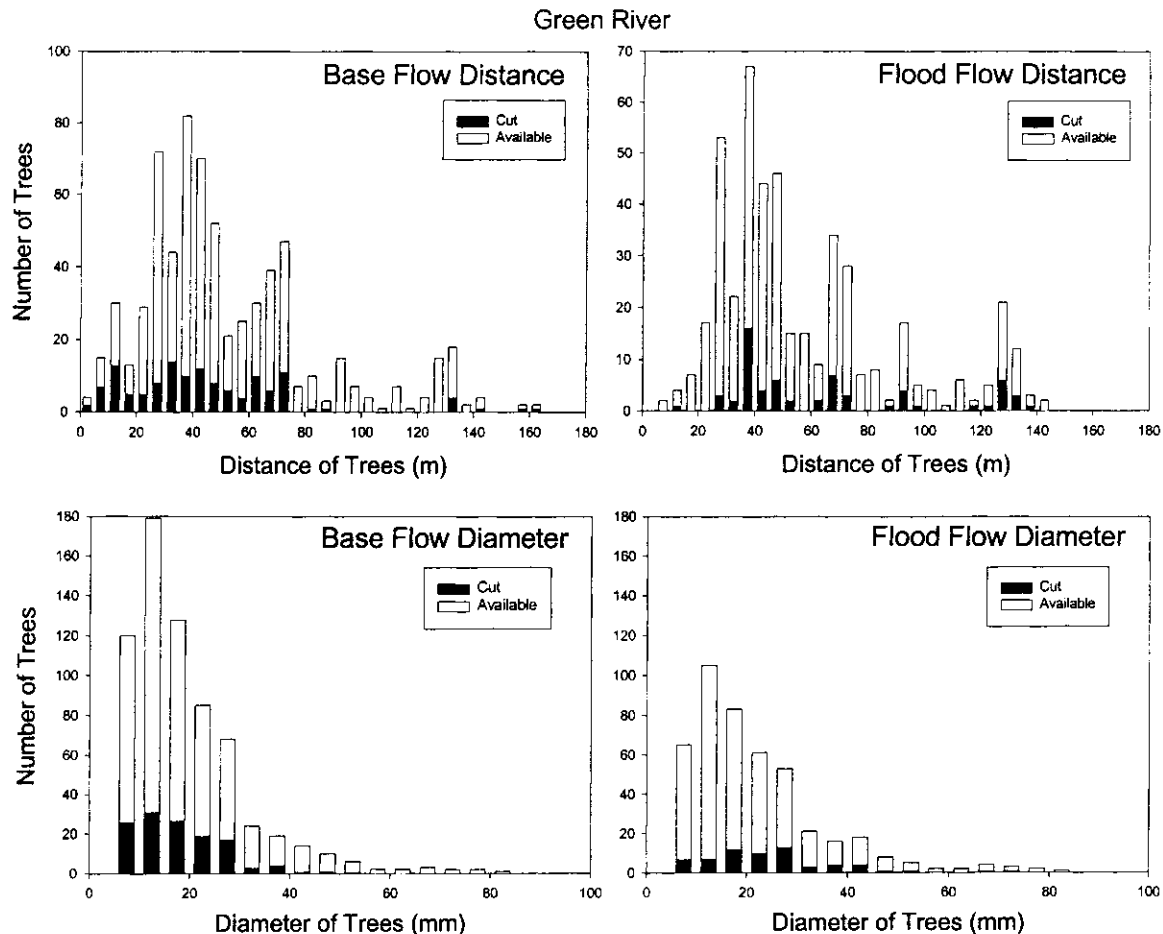 Green River
Base Flow Distance
Cut
Available
Number of Trees
0
20
40
60
80
100
0 20 40 60 80 100 120 140 160 180
Distance of Trees (m)
Flood Flow Distance
Cut
Available
0
10
20
30
40
50
60
70
0 20 40 60 80 100 120 140 160 180
Distance of Trees (m)
Base Flow Diameter
Cut
Available
Number of Trees
0
20
40
60
80
100
120
140
160
180
0 20 40 60 80 100
Diameter of Trees (mm)
Flood Flow Diameter
Cut
Available
0
20
40
60
80
100
120
140
160
180
0 20 40 60 80 100
Diameter of Trees (mm)